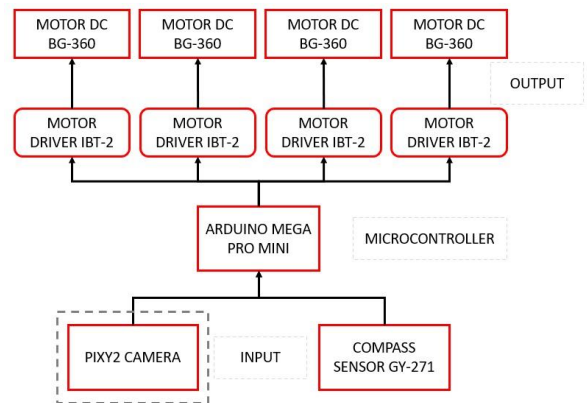 MOTOR DC
BG-360
MOTOR DC
BG-360
MOTOR DC
BG-360
MOTOR DC
BG-360
OUTPUT
MOTOR
DRIVER IBT-2
MOTOR
DRIVER IBT-2
MOTOR
DRIVER IBT-2
MOTOR
DRIVER IBT-2
ARDUINO MEGA
PRO MINI
MICROCONTROLLER
PIXY2 CAMERA
INPUT
COMPASS
SENSOR GY-271